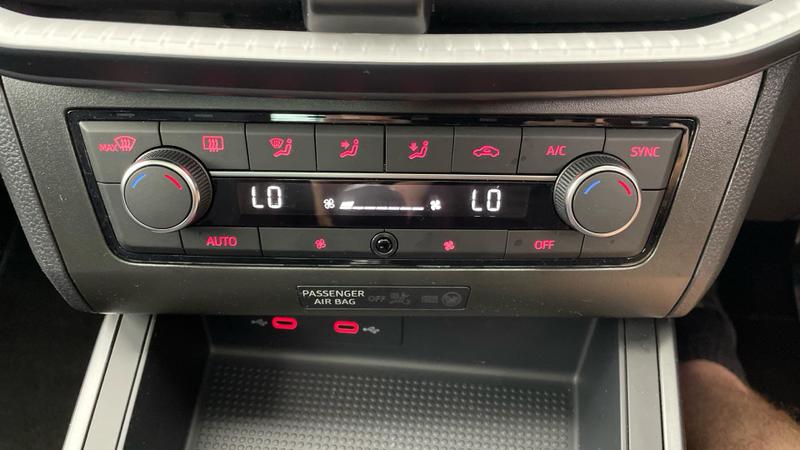 MAX A/C SYNC
LO LO
AUTO OFF
PASSENGER
AIR BAG
OFF